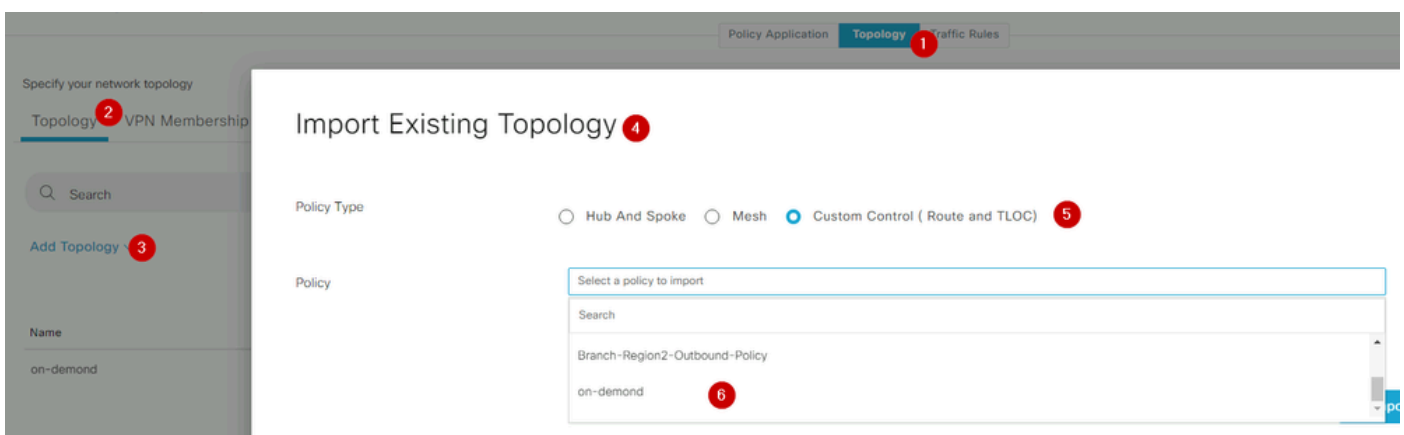 Policy Application Topology 1 Traffic Rules
Specify your network topology
Topology 2 VPN Membership
Import Existing Topology 4
Search
Policy Type
Hub And Spoke Mesh Custom Control ( Route and TLOC) 5
Add Topology 3
Policy
Select a policy to import
Search
Name
Branch-Region2-Outbound-Policy
on-demond
on-demond 6